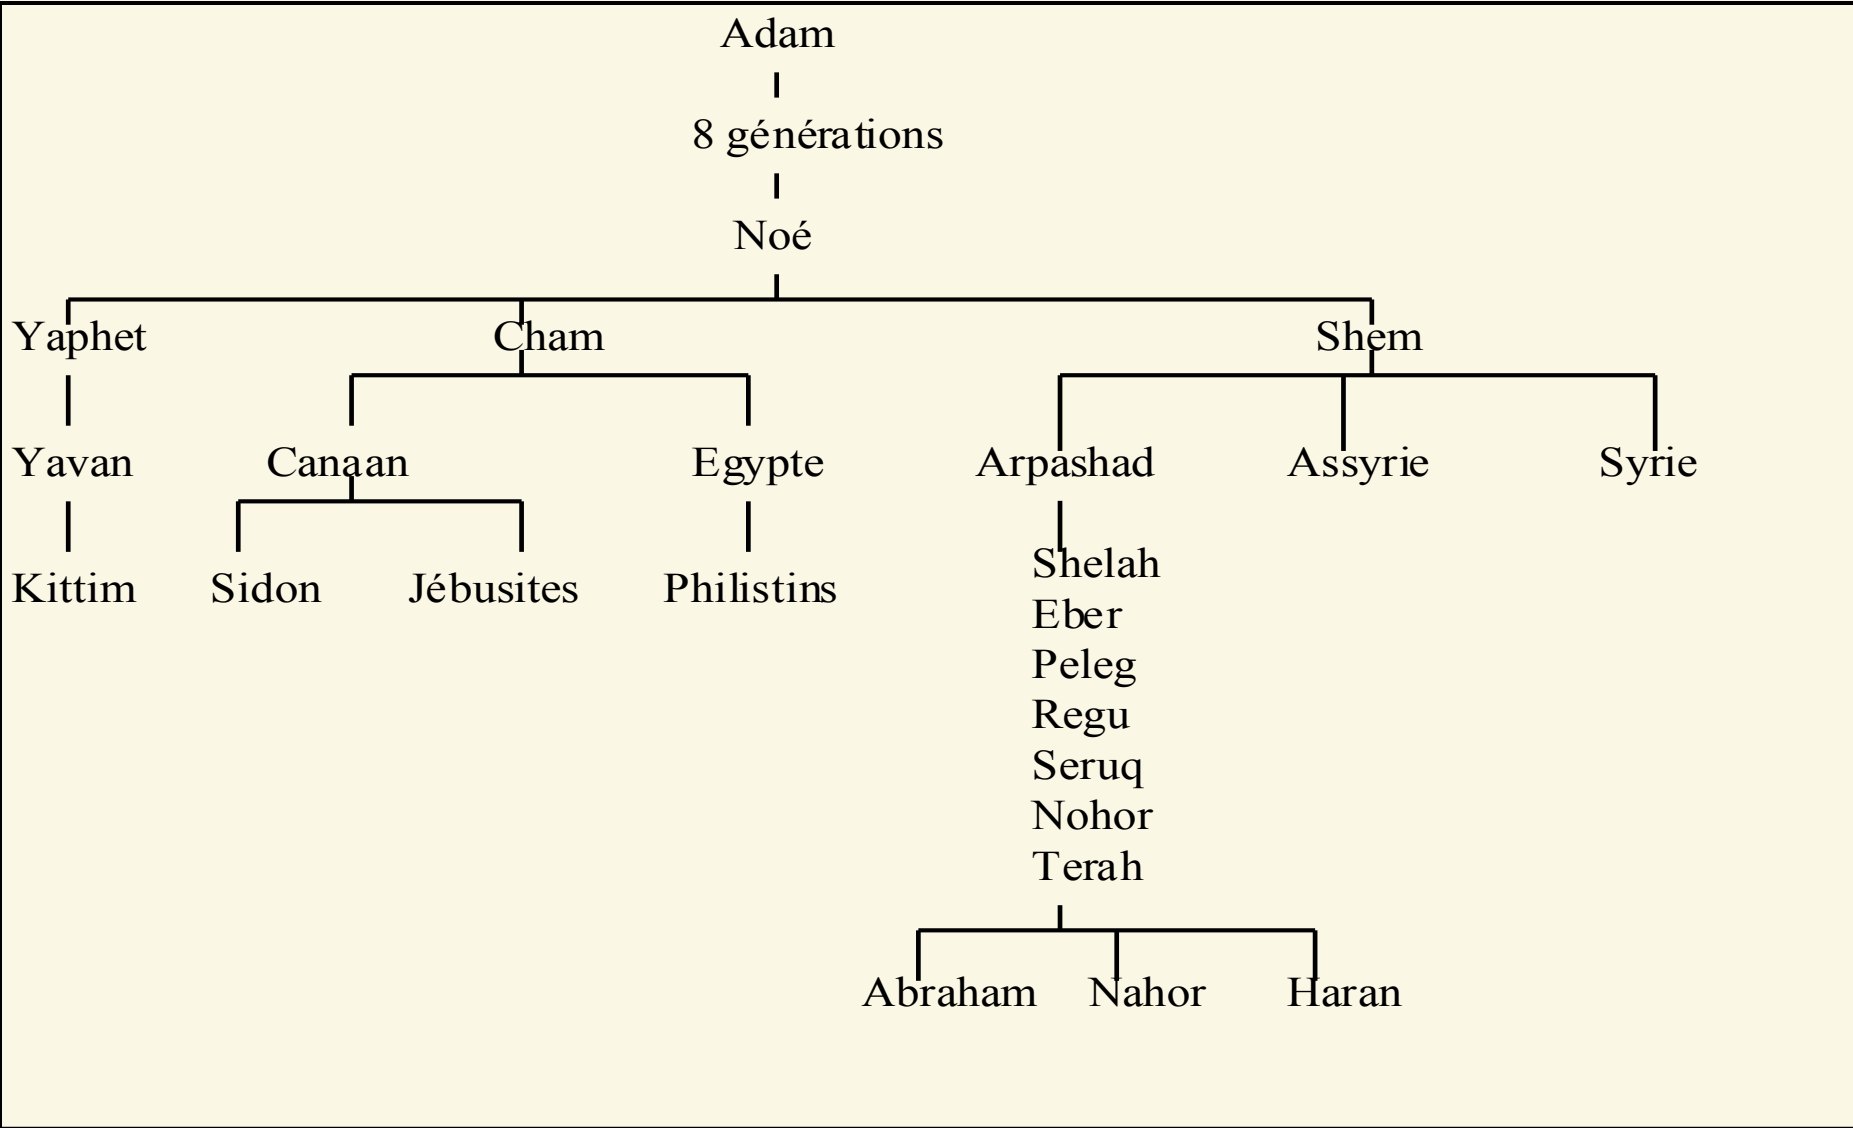 Adam
8 générations
Noé
Yaphet Cham Shem
Yavan Canaan Egypte Arpashad Assyrie Syrie
Shelah
Kittim Sidon Jébusites Philistins
Eber
Peleg
Regu
Seruq
Nohor
Terah
Abraham Nahor Haran